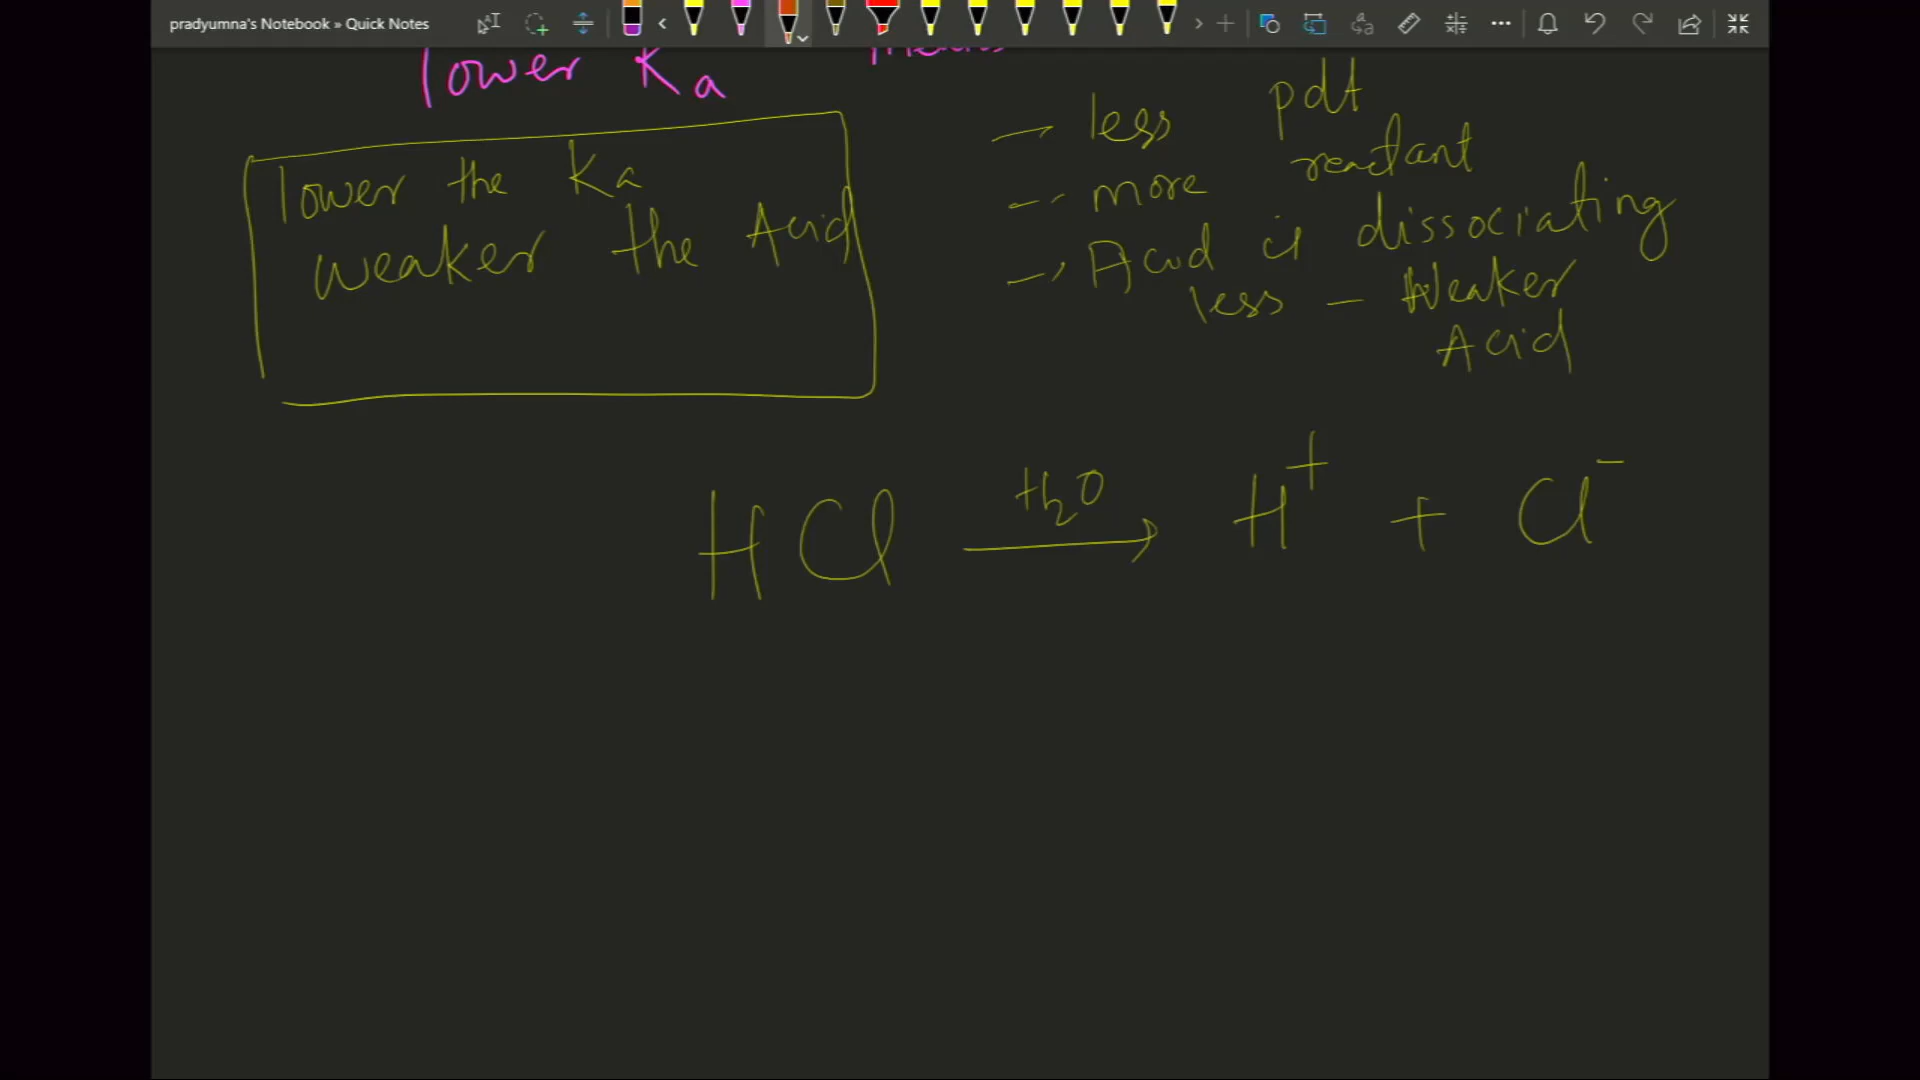 pradyumna's Notebook » Quick Notes
lower Ka
lower the Ka
weaker the Acid
— less pdt
— more reactant
— Acid is dissociating
less — Weaker
Acid
HCl H₂O → H⁺ + Cl⁻